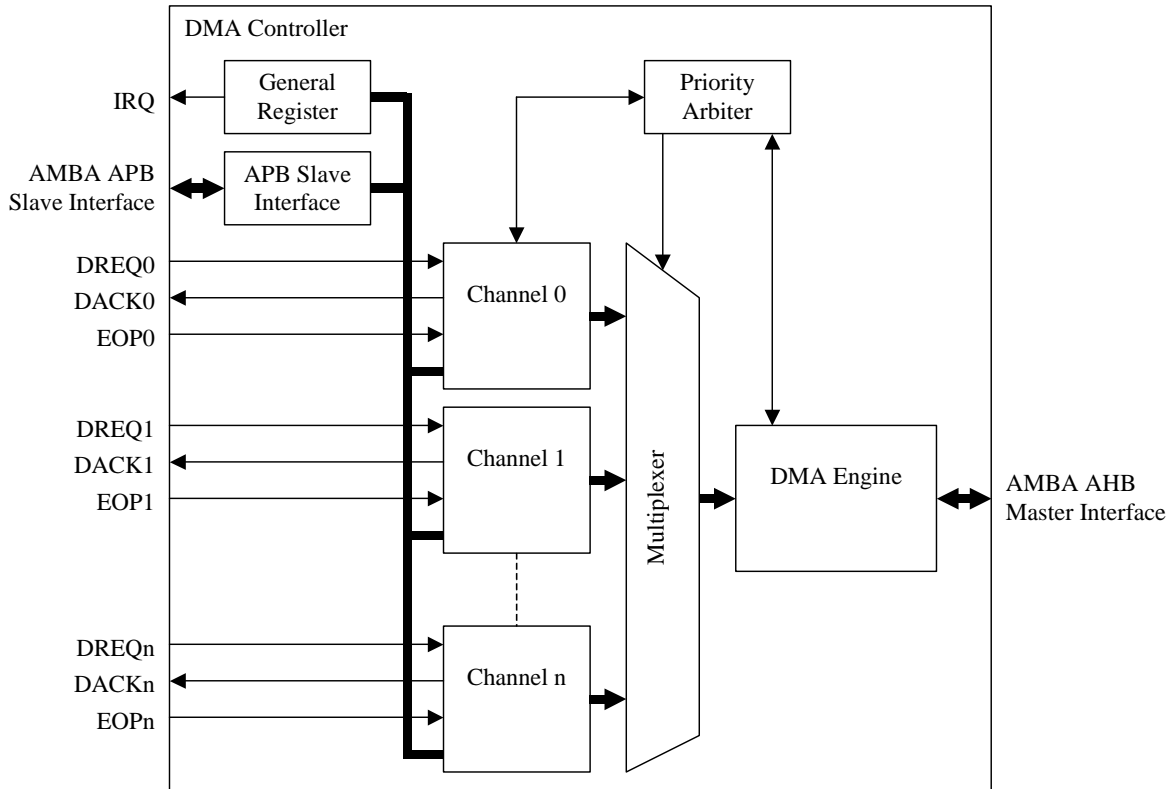 DMA Controller
IRQ
General
Register
Priority
Arbiter
AMBA APB
Slave Interface
APB Slave
Interface
DREQ0
DACK0
EOP0
Channel 0
DREQ1
DACK1
EOP1
Channel 1
Multiplexer
DMA Engine
AMBA AHB
Master Interface
DREQn
DACKn
EOPn
Channel n